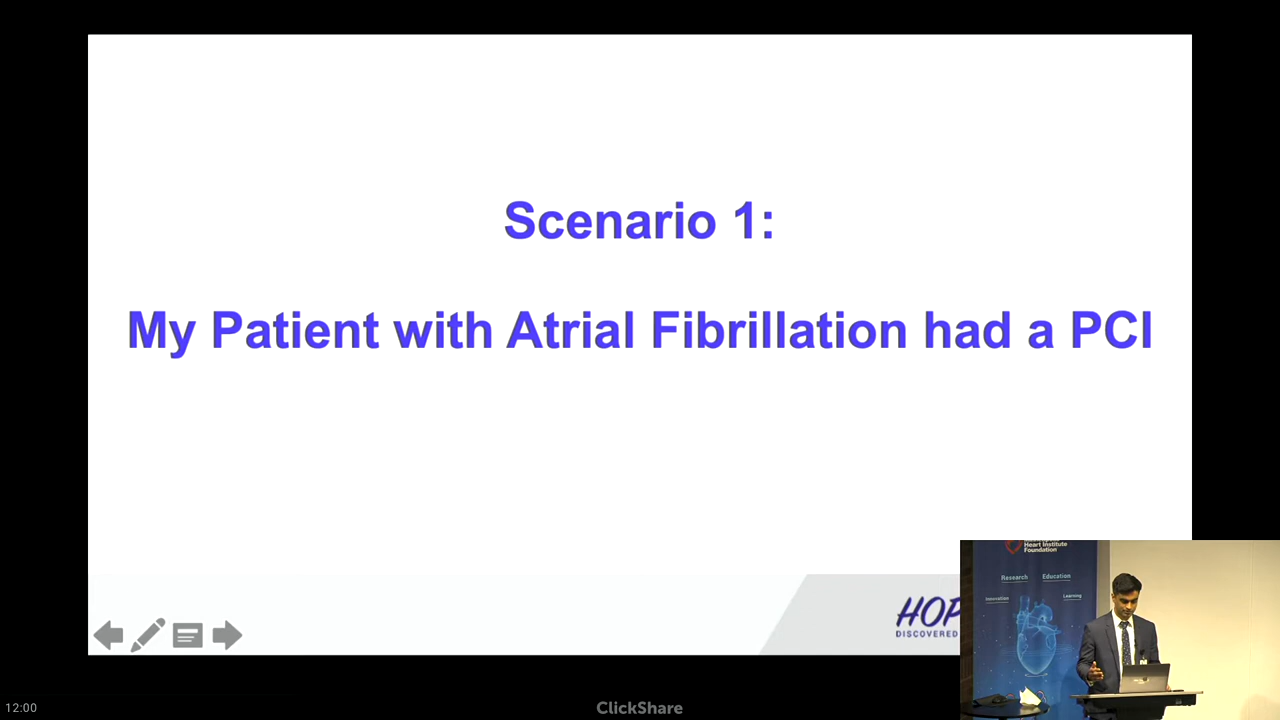 Scenario 1:
My Patient with Atrial Fibrillation had a PCI
HOP
DISCOVERED
Heart Institute
Foundation
Research
Education
Innovation
Learning
12:00
ClickShare